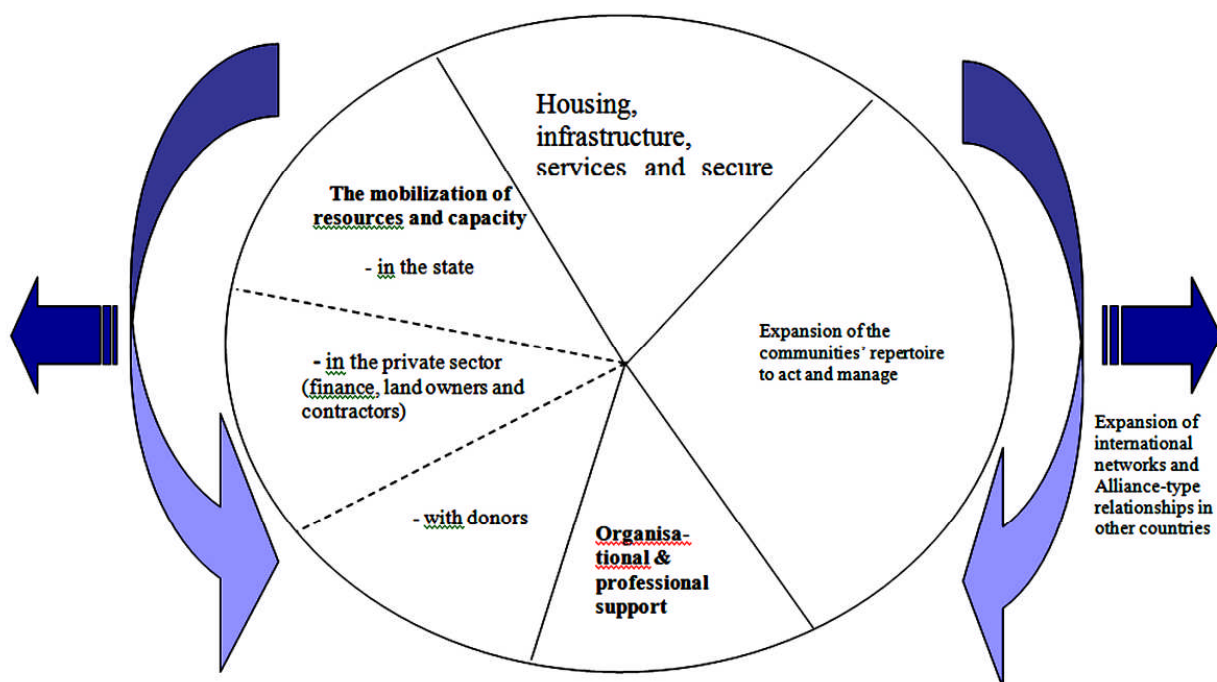 Housing,
infrastructure,
services and secure
The mobilization of
resources and capacity
- in the state
- in the private sector
(finance, land owners and
contractors)
- with donors
Organisa-
tional &
professional
support
Expansion of the
communities' repertoire
to act and manage
Expansion of
international
networks and
Alliance-type
relationships in
other countries